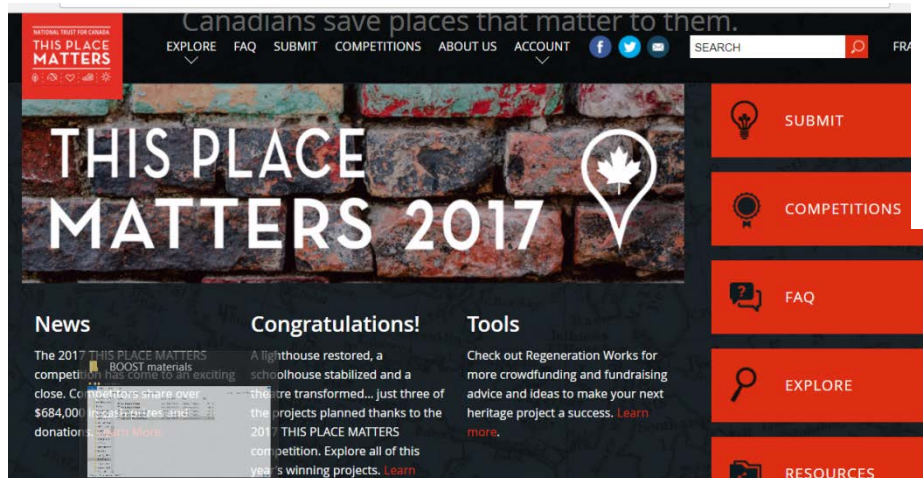 Canadians save places that matter to them.
NATIONAL TRUST FOR CANADA
THIS PLACE
MATTERS
EXPLORE FAQ SUBMIT COMPETITIONS ABOUT US ACCOUNT SEARCH FRA
THIS PLACE
MATTERS 2017
SUBMIT
COMPETITIONS
FAQ
EXPLORE
RESOURCES
News
The 2017 THIS PLACE MATTERS
competition has come to an exciting
close. Competitors share over
$684,000 in cash prizes and
donations. Learn More.
BOOST materials
Congratulations!
A lighthouse restored, a
schoolhouse stabilized and a
theatre transformed... just three of
the projects planned thanks to the
2017 THIS PLACE MATTERS
competition. Explore all of this
year's winning projects. Learn
Tools
Check out Regeneration Works for
more crowdfunding and fundraising
advice and ideas to make your next
heritage project a success. Learn
more.